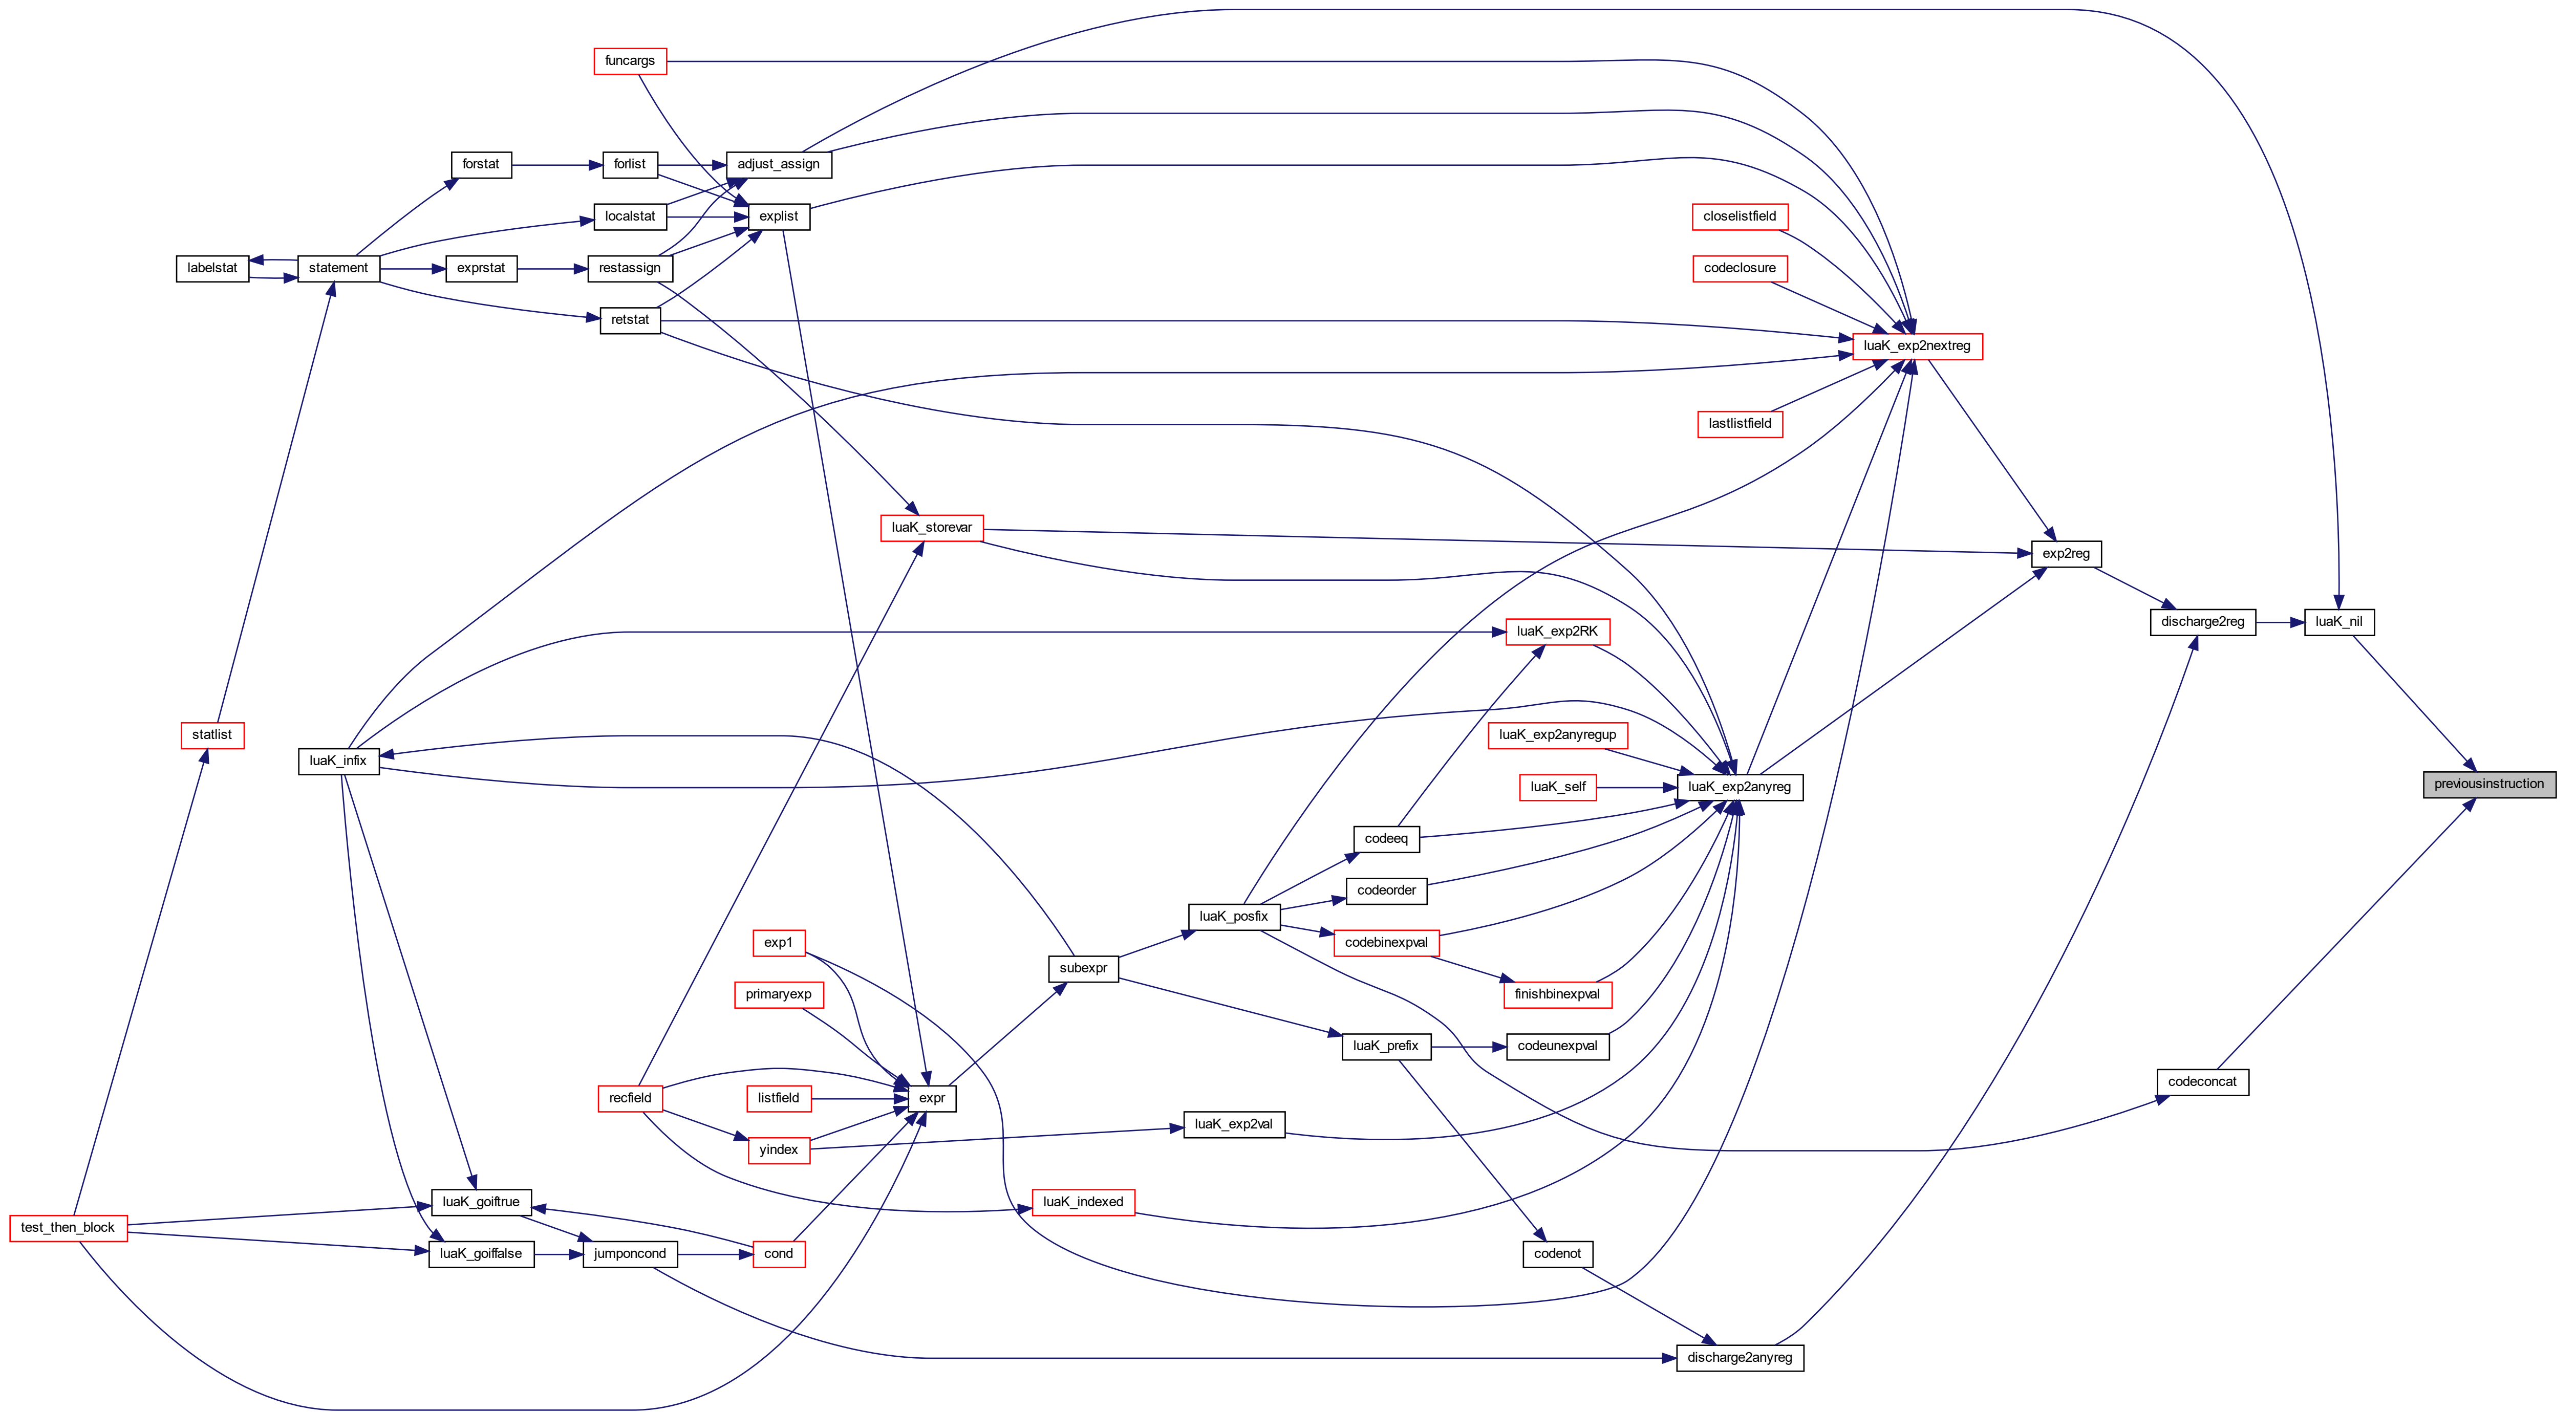 funcargs
forstat
forlist
adjust_assign
localstat
explist
closelistfield
labelstat
statement
exprstat
restassign
codeclosure
retstat
luaK_exp2nextreg
lastlistfield
luaK_storevar
exp2reg
luaK_exp2RK
discharge2reg
luaK_nil
statlist
luaK_exp2anyregup
luaK_infix
luaK_self
luaK_exp2anyreg
previousinstruction
codeeq
codeorder
luaK_posfix
exp1
codebinexpval
subexpr
primaryexp
finishbinexpval
luaK_prefix
codeunexpval
codeconcat
recfield
listfield
expr
luaK_exp2val
yindex
luaK_goiftrue
luaK_indexed
test_then_block
luaK_goiffalse
jumponcond
cond
codenot
discharge2anyreg